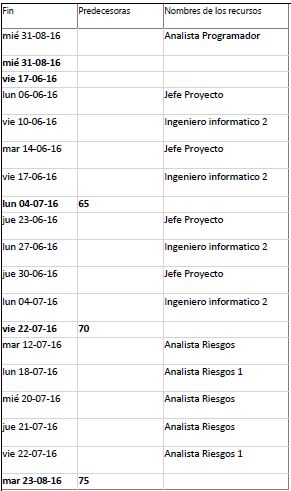 Fin Predecesoras Nombres de los recursos
mié 31-08-16 Analista Programador
mié 31-08-16
vie 17-06-16
lun 06-06-16 Jefe Proyecto
vie 10-06-16 Ingeniero informatico 2
mar 14-06-16 Jefe Proyecto
vie 17-06-16 Ingeniero informatico 2
lun 04-07-16 65
jue 23-06-16 Jefe Proyecto
lun 27-06-16 Ingeniero informatico 2
jue 30-06-16 Jefe Proyecto
lun 04-07-16 Ingeniero informatico 2
vie 22-07-16 70
mar 12-07-16 Analista Riesgos
lun 18-07-16 Analista Riesgos 1
mié 20-07-16 Analista Riesgos
jue 21-07-16 Analista Riesgos
vie 22-07-16 Analista Riesgos 1
mar 23-08-16 75